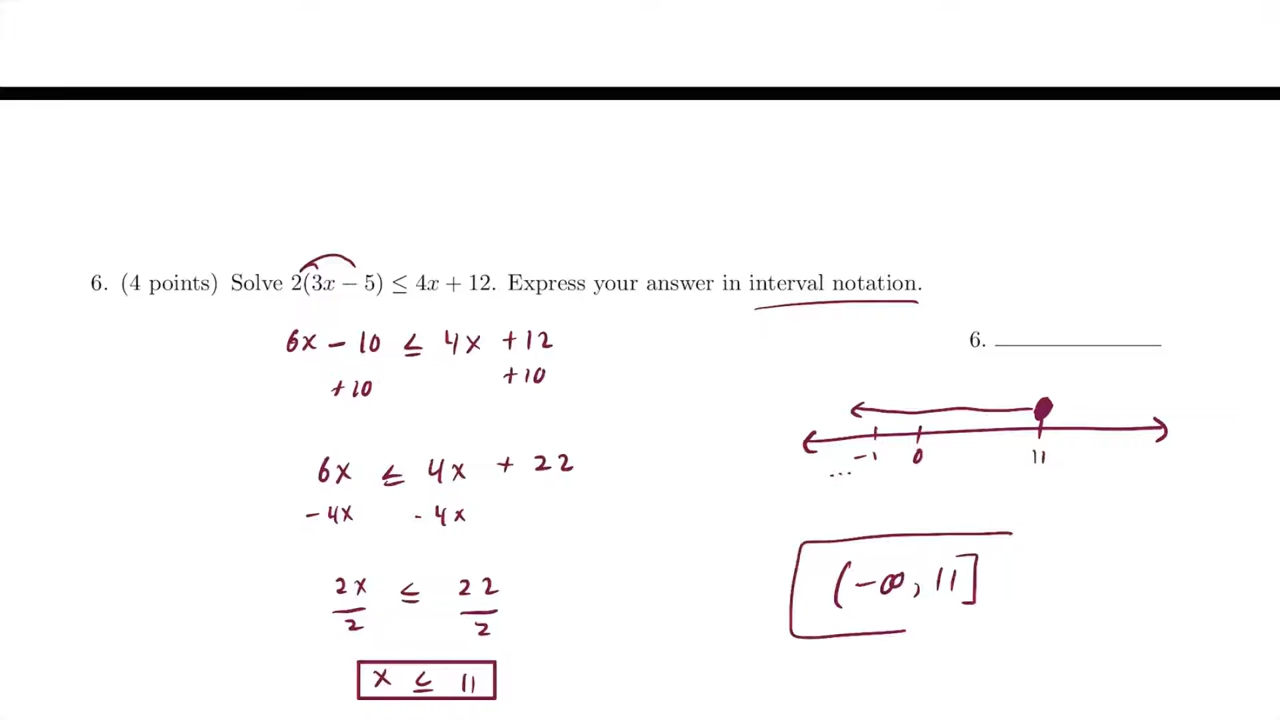 6. (4 points) Solve 2(3x − 5) ≤ 4x + 12. Express your answer in interval notation.
6x − 10 ≤ 4x + 12
+10 +10
6x ≤ 4x + 22
−4x −4x
2x/2 ≤ 22/2
x ≤ 11
6.
... −1 0 11
(−∞, 11]